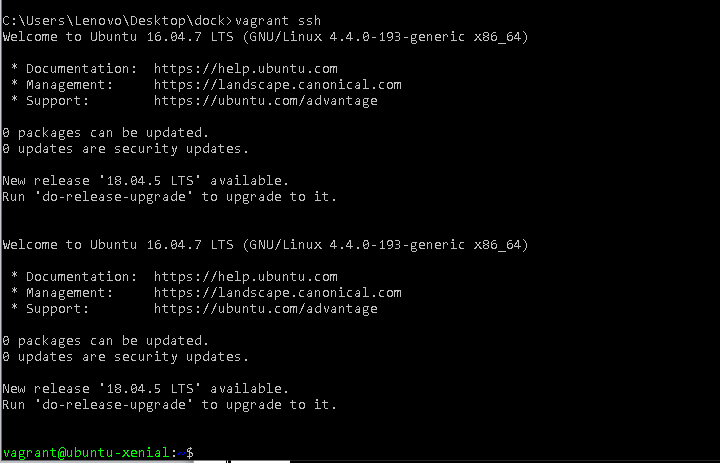 C:\Users\Lenovo\Desktop\dock>vagrant ssh
Welcome to Ubuntu 16.04.7 LTS (GNU/Linux 4.4.0-193-generic x86_64)
* Documentation: https://help.ubuntu.com
* Management: https://landscape.canonical.com
* Support: https://ubuntu.com/advantage
0 packages can be updated.
0 updates are security updates.
New release '18.04.5 LTS' available.
Run 'do-release-upgrade' to upgrade to it.
Welcome to Ubuntu 16.04.7 LTS (GNU/Linux 4.4.0-193-generic x86_64)
* Documentation: https://help.ubuntu.com
* Management: https://landscape.canonical.com
* Support: https://ubuntu.com/advantage
0 packages can be updated.
0 updates are security updates.
New release '18.04.5 LTS' available.
Run 'do-release-upgrade' to upgrade to it.
vagrant@ubuntu-xenial:~$